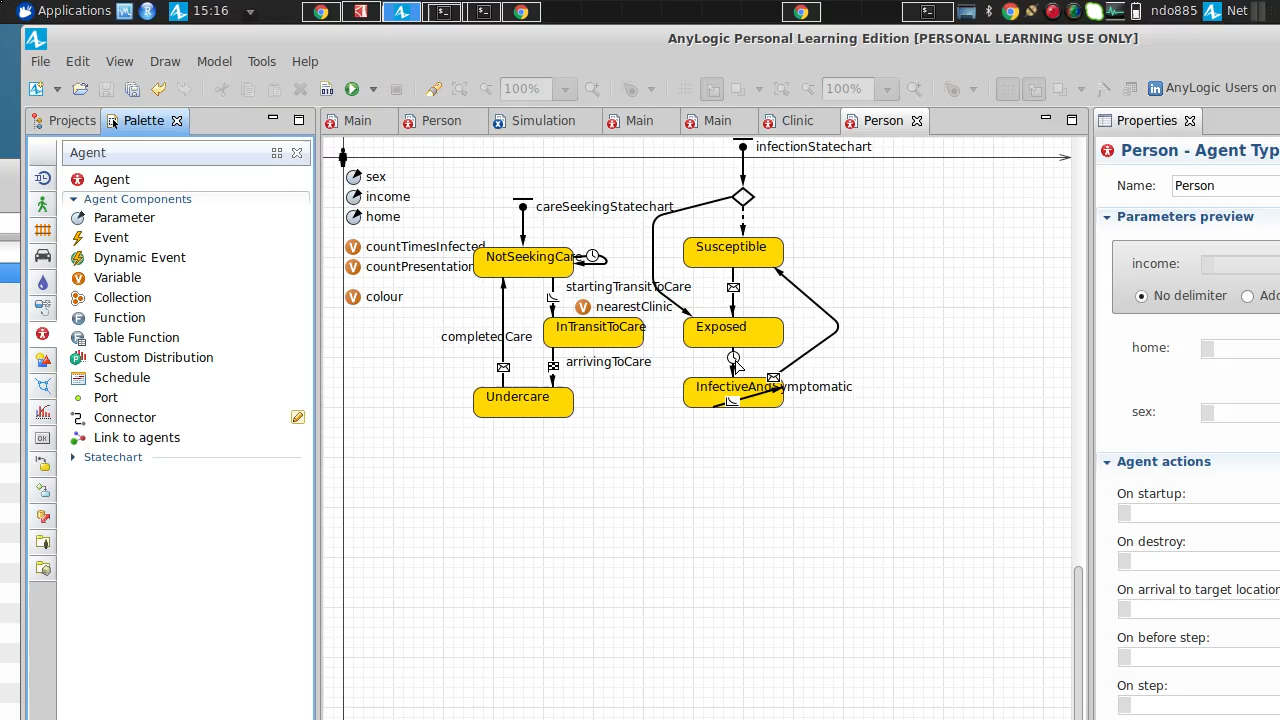 Applications 15:16 ndo885 Net
AnyLogic Personal Learning Edition [PERSONAL LEARNING USE ONLY]
File Edit View Draw Model Tools Help
100% 100% AnyLogic Users on
Projects Palette Main Person Simulation Main Main Clinic Person Properties
Agent
Agent
Agent Components
Parameter
Event
Dynamic Event
Variable
Collection
Function
Table Function
Custom Distribution
Schedule
Port
Connector
Link to agents
Statechart
sex
income
home
countTimesInfected
countPresentation
colour
careSeekingStatechart
NotSeekingCare
startingTransitToCare
nearestClinic
InTransitToCare
completedCare
arrivingToCare
Undercare
infectionStatechart
Susceptible
Exposed
InfectiveAndSymptomatic
Person - Agent Typ
Name: Person
Parameters preview
income:
No delimiter Add
home:
sex:
Agent actions
On startup:
On destroy:
On arrival to target location
On before step:
On step: